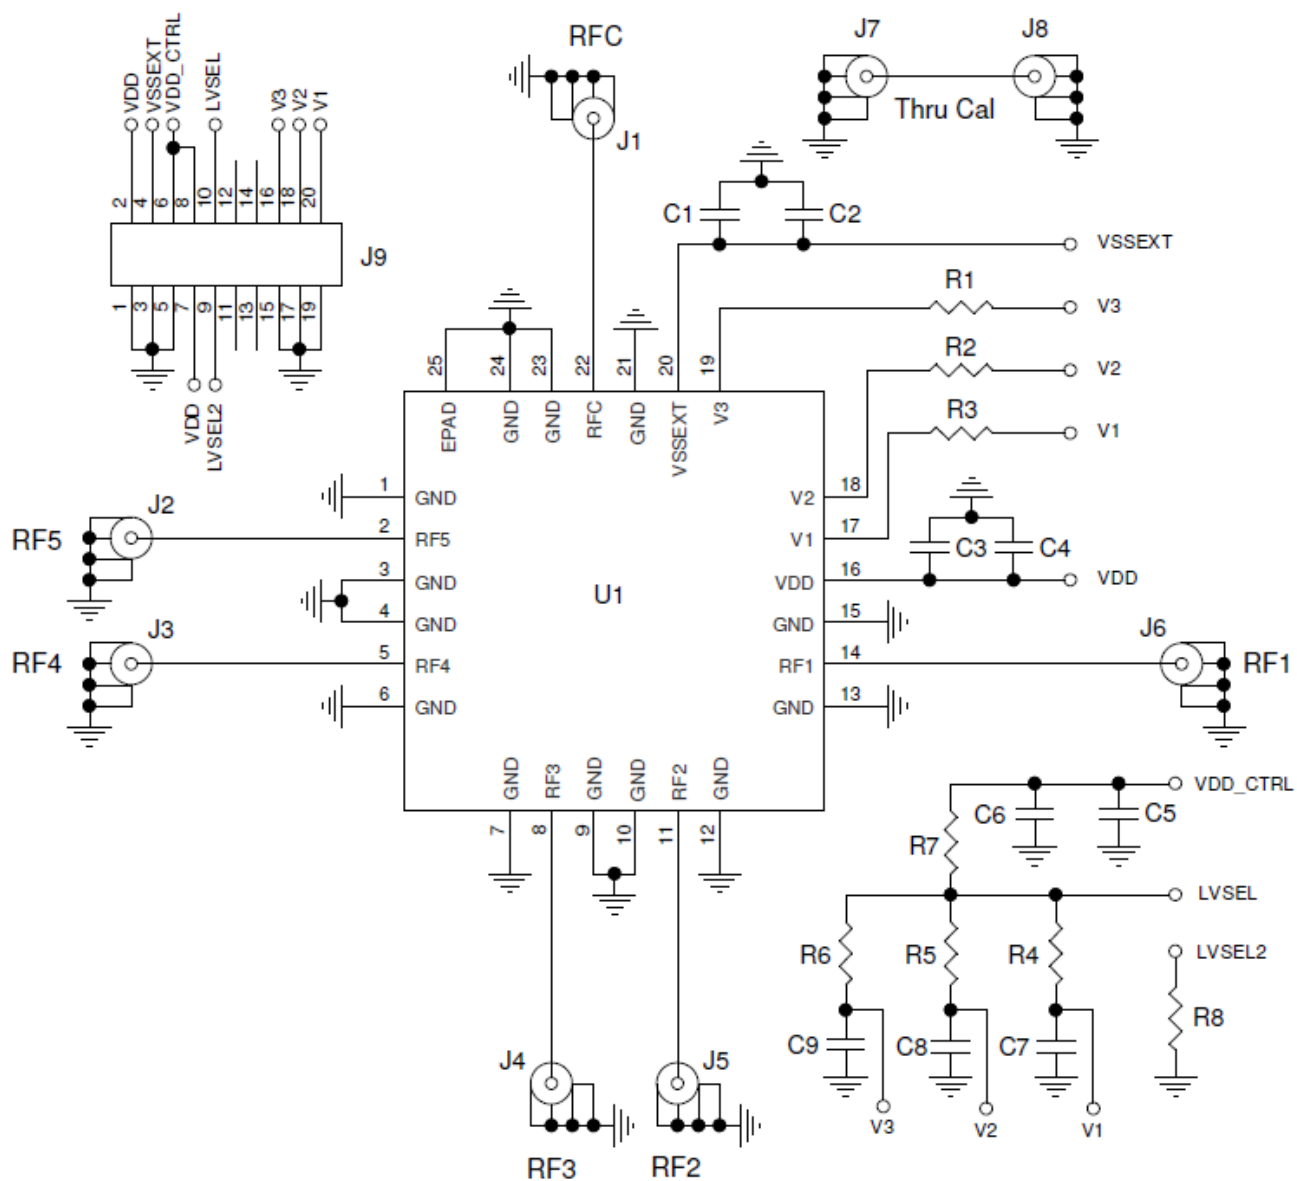 RFC
J1
J7
J8
Thru Cal
VDD
VSSEXT
VDD_CTRL
LVSEL
V3
V2
V1
2
4
6
8
10
12
14
16
18
20
J9
1
3
5
7
9
11
13
15
17
19
VDD
LVSEL2
C1
C2
VSSEXT
R1
V3
R2
V2
R3
V1
25
24
23
22
21
20
19
EPAD
GND
GND
RFC
GND
VSSEXT
V3
U1
1
GND
RF5
J2
2
RF5
3
GND
4
GND
RF4
J3
5
RF4
6
GND
V2
18
V1
17
C3
C4
VDD
16
VDD
GND
15
RF1
14
J6
RF1
GND
13
GND
RF3
GND
GND
RF2
GND
7
8
9
10
11
12
J4
RF3
J5
RF2
VDD_CTRL
C6
C5
R7
LVSEL
R6
R5
R4
LVSEL2
R8
C9
C8
C7
V3
V2
V1